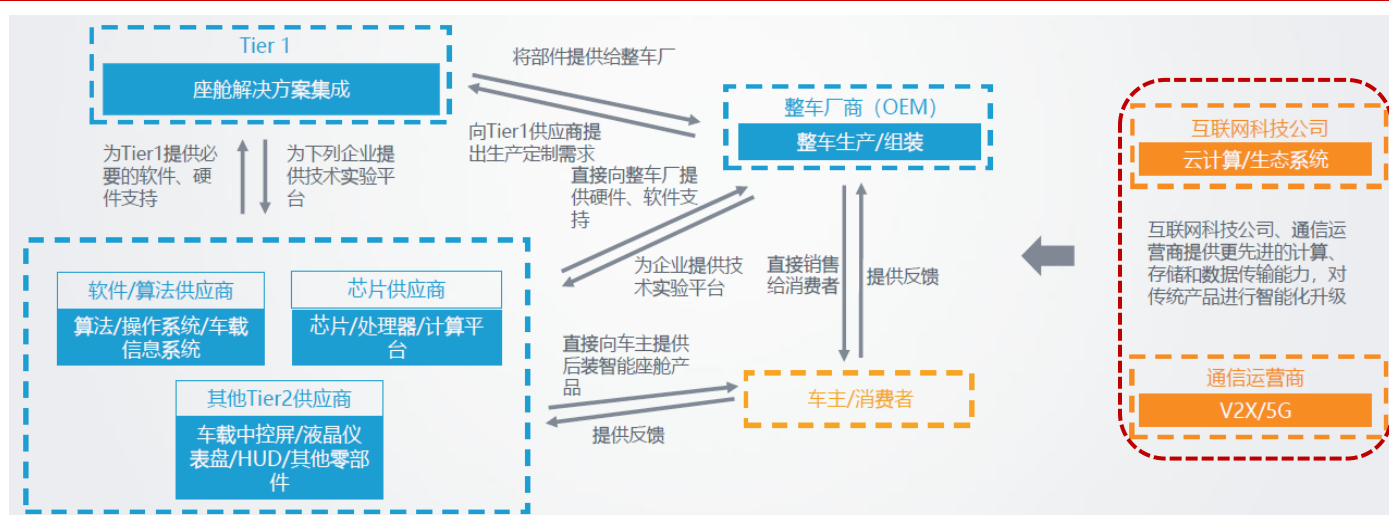 Tier 1
座舱解决方案集成
将部件提供给整车厂
向Tier1供应商提
出生产定制需求
整车厂商（OEM）
整车生产/组装
为Tier1提供必
要的软件、硬
件支持
为下列企业提
供技术实验平
台
直接向整车厂提
供硬件、软件支
持
为企业提供技
术实验平台
直接销售
给消费者
提供反馈
软件/算法供应商
算法/操作系统/车载
信息系统
芯片供应商
芯片/处理器/计算平
台
其他Tier2供应商
车载中控屏/液晶仪
表盘/HUD/其他零部
件
直接向车主提供
后装智能座舱产
品
提供反馈
车主/消费者
互联网科技公司
云计算/生态系统
互联网科技公司、通信运
营商提供更先进的计算、
存储和数据传输能力，对
传统产品进行智能化升级
通信运营商
V2X/5G